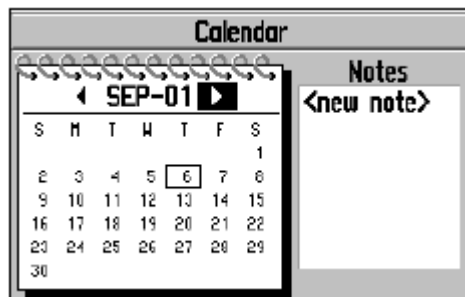 Calendar
SEP-01
S M T W T F S
1
2 3 4 5 6 7 8
9 10 11 12 13 14 15
16 17 18 19 20 21 22
23 24 25 26 27 28 29
30
Notes
<new note>